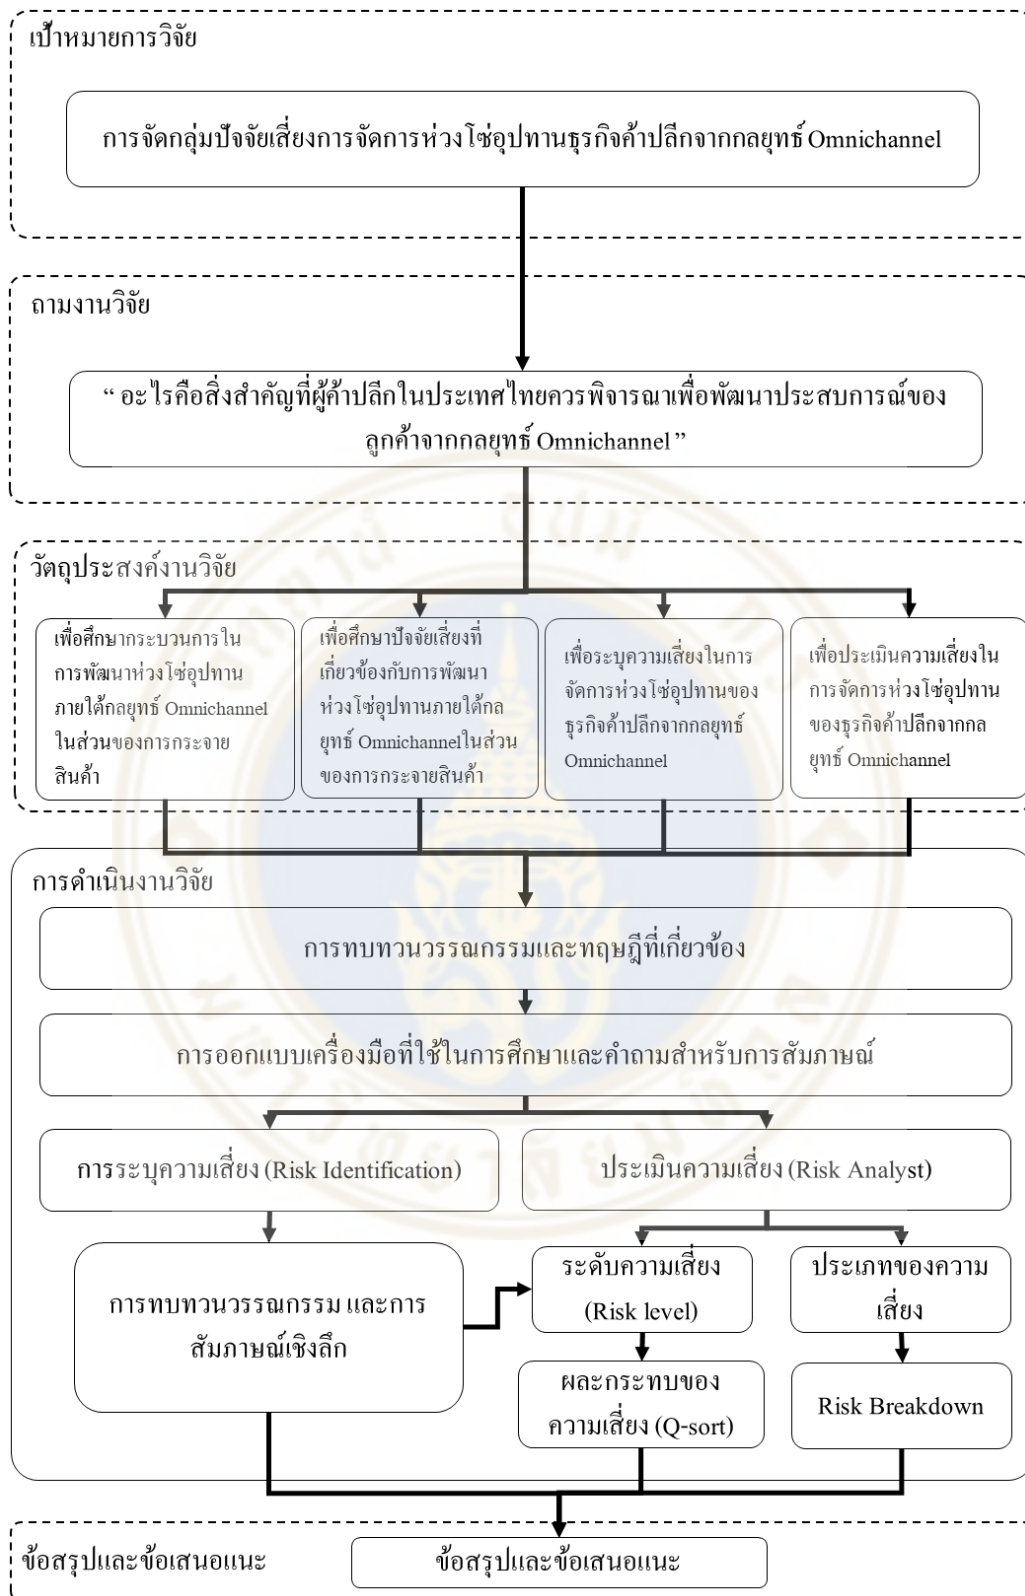 เป้าหมายการวิจัย
การจัดกลุ่มปัจจัยเสี่ยงการจัดการห่วงโซ่อุปทานธุรกิจค้าปลีกจากกลยุทธ์ Omnichannel
ถามงานวิจัย
“ อะไรคือสิ่งสำคัญที่ผู้ค้าปลีกในประเทศไทยควรพิจารณาเพื่อพัฒนาประสบการณ์ของ
ลูกค้าจากกลยุทธ์ Omnichannel ”
วัตถุประสงค์งานวิจัย
เพื่อศึกษากระบวนการใน
การพัฒนาห่วงโซ่อุปทาน
ภายใต้กลยุทธ์ Omnichannel
ในส่วนของการกระจาย
สินค้า
เพื่อศึกษาปัจจัยเสี่ยงที่
เกี่ยวข้องกับการพัฒนา
ห่วงโซ่อุปทานภายใต้กล
ยุทธ์ Omnichannelในส่วน
ของการกระจายสินค้า
เพื่อระบุความเสี่ยงในการ
จัดการห่วงโซ่อุปทานของ
ธุรกิจค้าปลีกจากกลยุทธ์
Omnichannel
เพื่อประเมินความเสี่ยงใน
การจัดการห่วงโซ่อุปทาน
ของธุรกิจค้าปลีกจากกล
ยุทธ์ Omnichannel
การดำเนินงานวิจัย
การทบทวนวรรณกรรมและทฤษฎีที่เกี่ยวข้อง
การออกแบบเครื่องมือที่ใช้ในการศึกษาและคำถามสำหรับการสัมภาษณ์
การระบุความเสี่ยง (Risk Identification)
ประเมินความเสี่ยง (Risk Analyst)
การทบทวนวรรณกรรม และการ
สัมภาษณ์เชิงลึก
ระดับความเสี่ยง
(Risk level)
ประเภทของความ
เสี่ยง
ผละกระทบของ
ความเสี่ยง (Q-sort)
Risk Breakdown
ข้อสรุปและข้อเสนอแนะ
ข้อสรุปและข้อเสนอแนะ